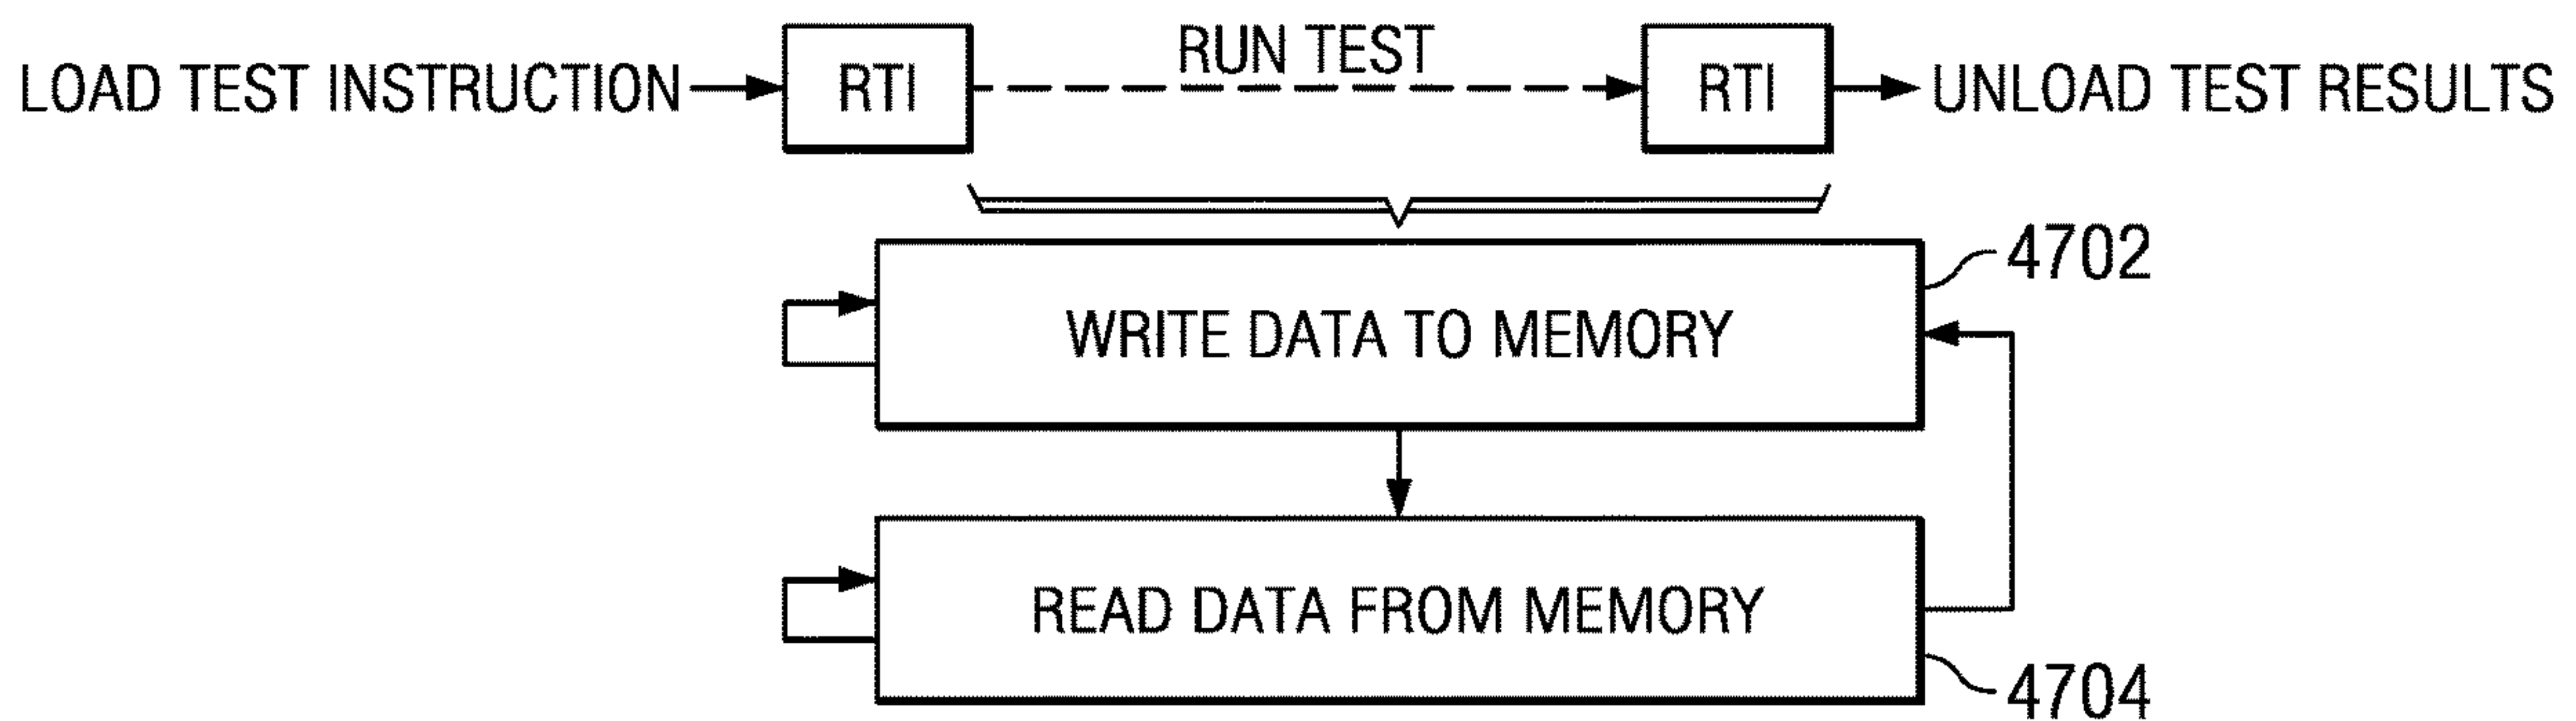 RUN TEST
LOAD TEST INSTRUCTION RTI RTI UNLOAD TEST RESULTS
4702
WRITE DATA TO MEMORY
READ DATA FROM MEMORY
4704